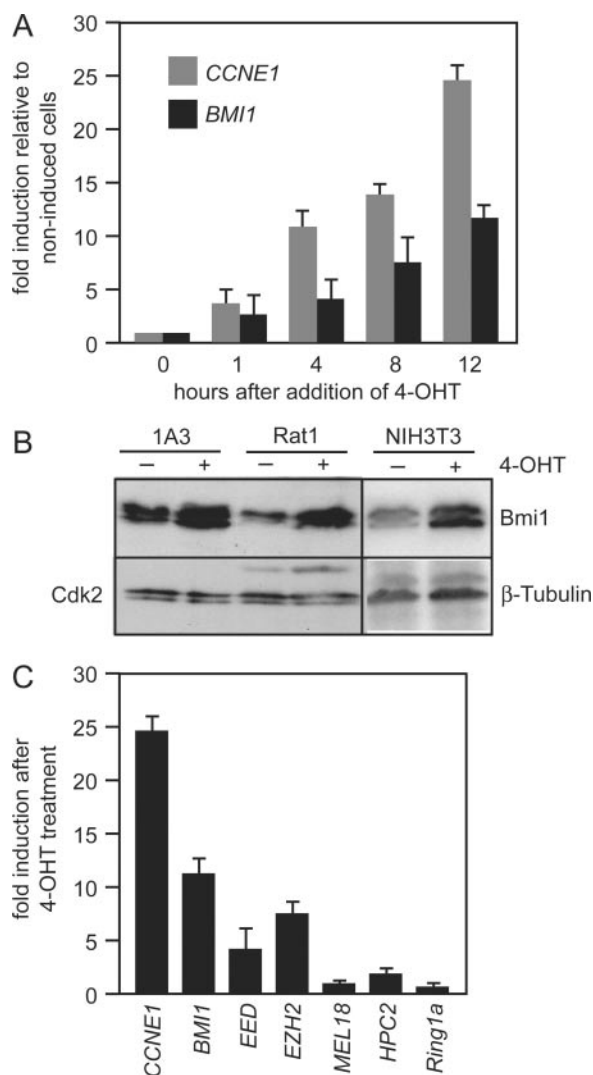 A
30
25
20
15
10
5
0
fold induction relative to
non-induced cells
CCNE1
BMI1
0 1 4 8 12
hours after addition of 4-OHT
B
1A3 Rat1 NIH3T3
– + – + – + 4-OHT
Bmi1
Cdk2 β-Tubulin
C
30
25
20
15
10
5
0
fold induction after
4-OHT treatment
CCNE1
BMI1
EED
EZH2
MEL18
HPC2
Ring1a